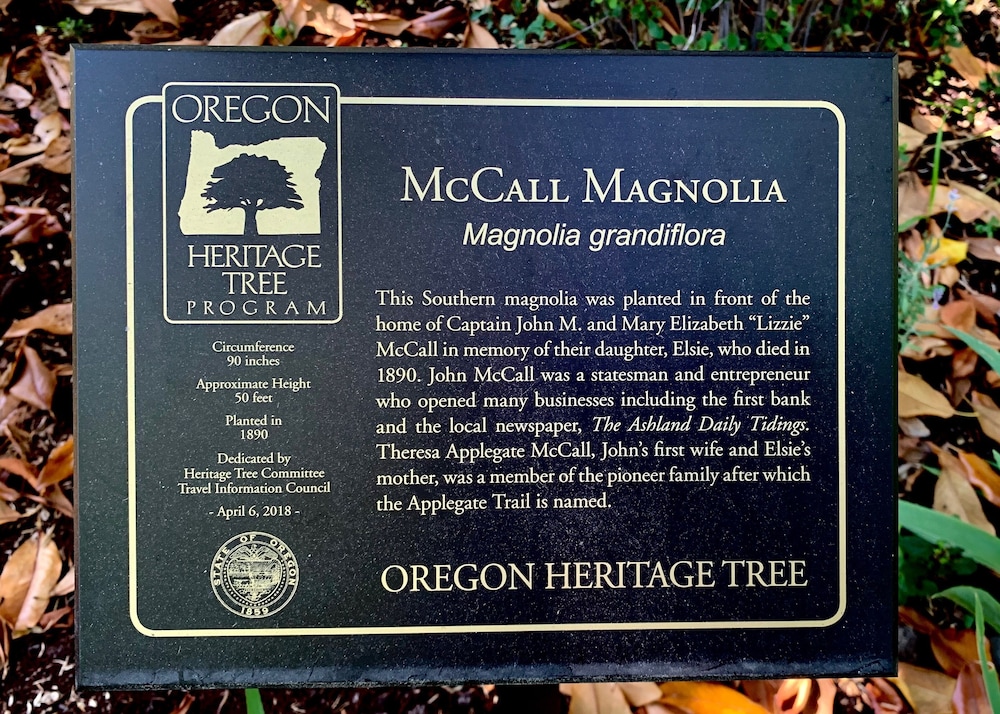 OREGON
HERITAGE
TREE
PROGRAM
Circumference
90 inches
Approximate Height
50 feet
Planted in
1890
Dedicated by
Heritage Tree Committee
Travel Information Council
- April 6, 2018 -
STATE OF OREGON
1859
McCall Magnolia
Magnolia grandiflora
This Southern magnolia was planted in front of the
home of Captain John M. and Mary Elizabeth “Lizzie”
McCall in memory of their daughter, Elsie, who died in
1890. John McCall was a statesman and entrepreneur
who opened many businesses including the first bank
and the local newspaper, The Ashland Daily Tidings.
Theresa Applegate McCall, John’s first wife and Elsie’s
mother, was a member of the pioneer family after which
the Applegate Trail is named.
OREGON HERITAGE TREE